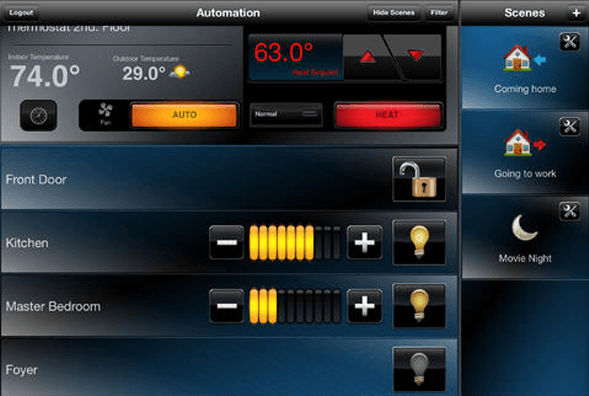 Logout
Automation
Hide Scenes
Filter
Scenes
+
Thermostat 2nd. Floor
Indoor Temperature
74.0°
Outdoor Temperature
29.0°
63.0°
Heat Setpoint
Fan
AUTO
Normal
HEAT
Front Door
Kitchen
Master Bedroom
Foyer
Coming home
Going to work
Movie Night